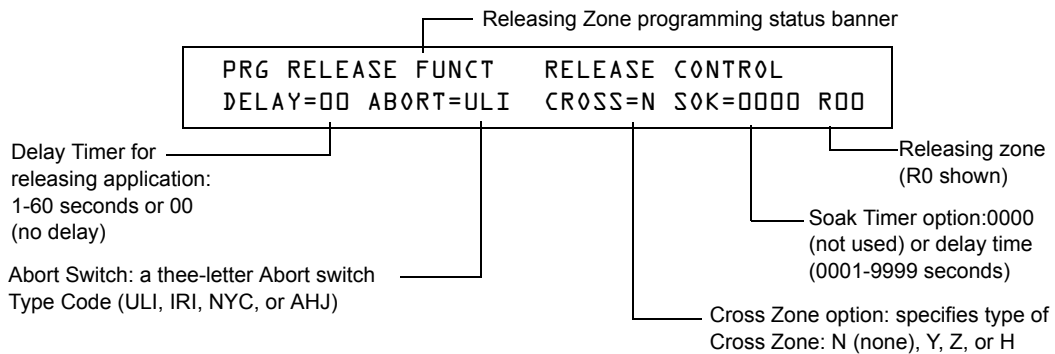 Releasing Zone programming status banner
PRG RELEASE FUNCT RELEASE CONTROL
DELAY=00 ABORT=ULI CROSS=N SOK=0000 R00
Delay Timer for
releasing application:
1-60 seconds or 00
(no delay)
Releasing zone
(R0 shown)
Soak Timer option:0000
(not used) or delay time
(0001-9999 seconds)
Abort Switch: a thee-letter Abort switch
Type Code (ULI, IRI, NYC, or AHJ)
Cross Zone option: specifies type of
Cross Zone: N (none), Y, Z, or H